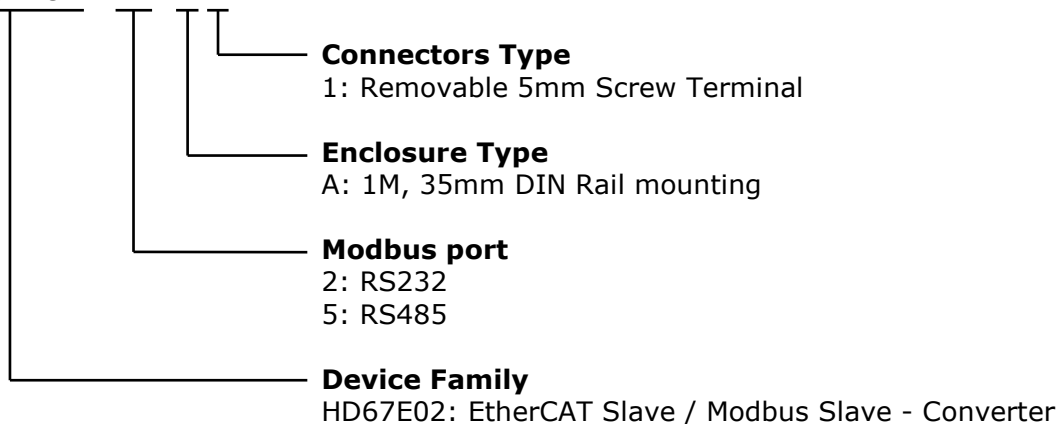 Connectors Type
1: Removable 5mm Screw Terminal
Enclosure Type
A: 1M, 35mm DIN Rail mounting
Modbus port
2: RS232
5: RS485
Device Family
HD67E02: EtherCAT Slave / Modbus Slave - Converter